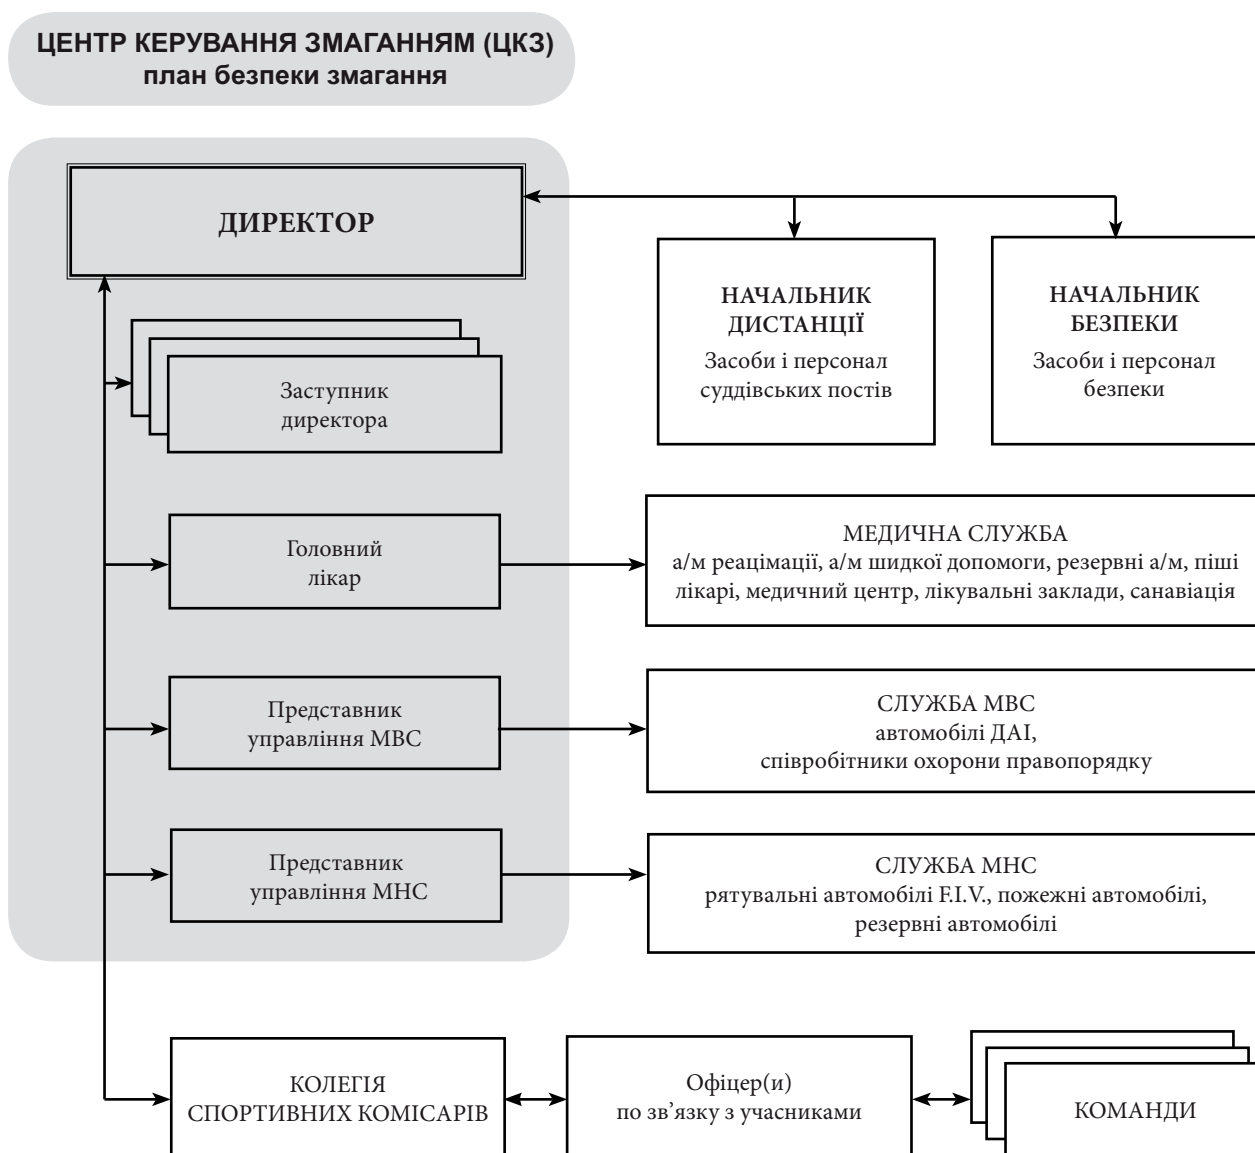 ЦЕНТР КЕРУВАННЯ ЗМАГАННЯМ (ЦКЗ)
план безпеки змагання
ДИРЕКТОР
НАЧАЛЬНИК
ДИСТАНЦІЇ
Засоби і персонал
суддівських постів
НАЧАЛЬНИК
БЕЗПЕКИ
Засоби і персонал
безпеки
Заступник
директора
Головний
лікар
МЕДИЧНА СЛУЖБА
а/м реацімації, а/м шидкої допомоги, резервні а/м, піші
лікарі, медичний центр, лікувальні заклади, санавіація
Представник
управління МВС
СЛУЖБА МВС
автомобілі ДАІ,
співробітники охорони правопорядку
Представник
управління МНС
СЛУЖБА МНС
рятувальні автомобілі F.I.V., пожежні автомобілі,
резервні автомобілі
КОЛЕГІЯ
СПОРТИВНИХ КОМІСАРІВ
Офіцер(и)
по зв’язку з учасниками
КОМАНДИ